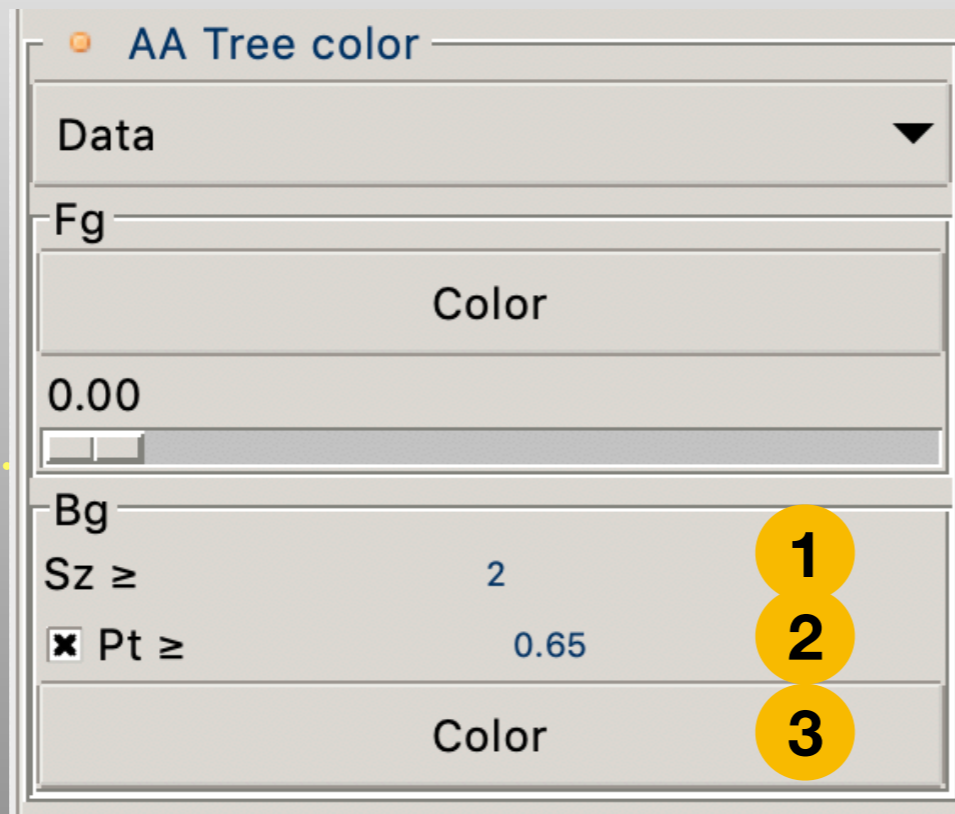 AA Tree color
Data
Fg
Color
0.00
Bg
Sz ≥ 2 1
Pt ≥ 0.65 2
Color 3